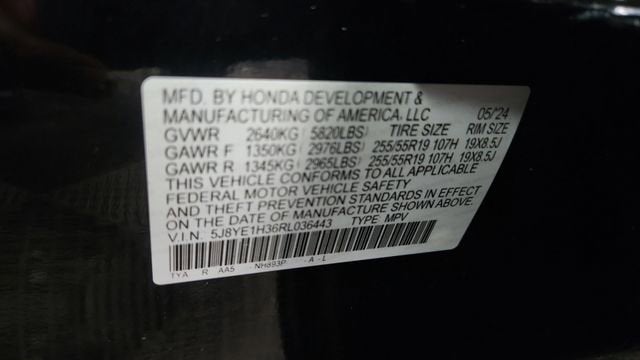 MFD. BY HONDA DEVELOPMENT &
MANUFACTURING OF AMERICA, LLC 05/24
GVWR 2640KG (5820LBS) TIRE SIZE RIM SIZE
GAWR F 1350KG (2976LBS) 255/55R19 107H 19X8.5J
GAWR R 1345KG (2965LBS) 255/55R19 107H 19X8.5J
THIS VEHICLE CONFORMS TO ALL APPLICABLE
FEDERAL MOTOR VEHICLE SAFETY
AND THEFT PREVENTION STANDARDS IN EFFECT
ON THE DATE OF MANUFACTURE SHOWN ABOVE.
V.I.N. 5J8YE1H36RL036443 TYPE: MPV
TYA R AA5 NH893P -A-L